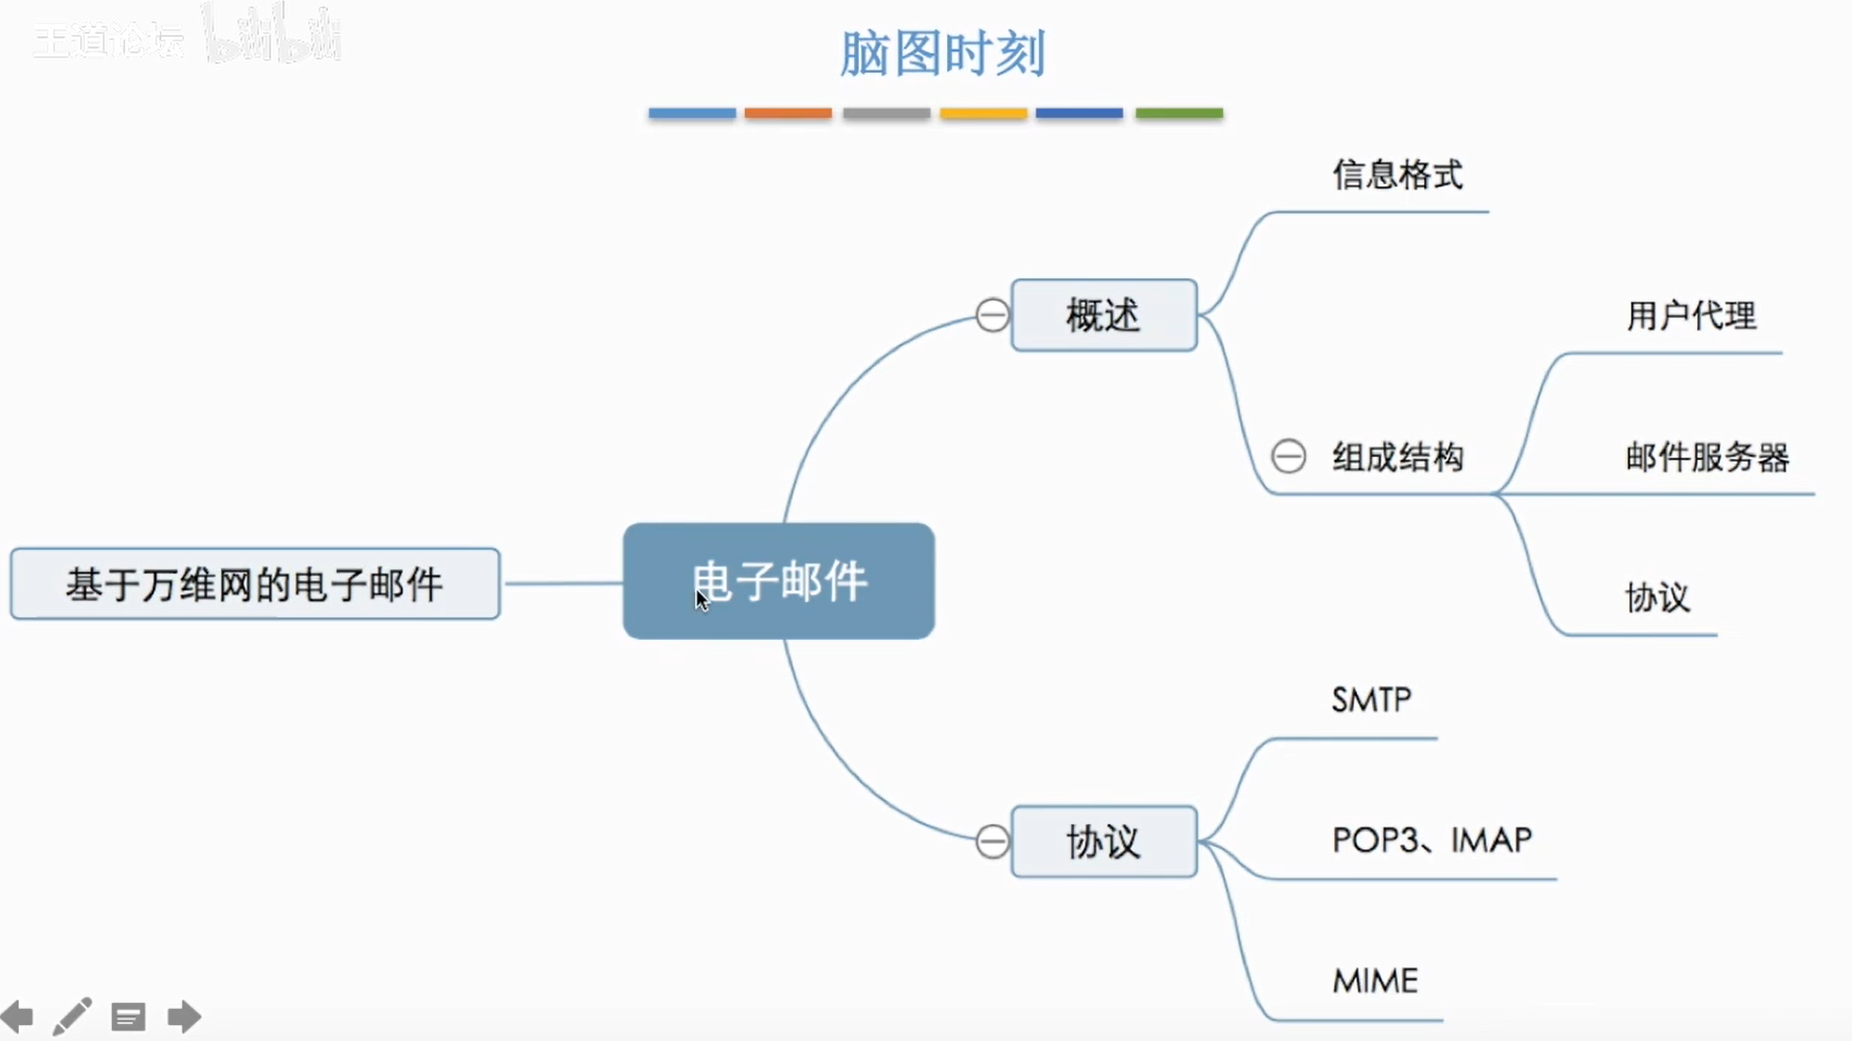 王道论坛 bilibili
脑图时刻
信息格式
概述
用户代理
组成结构
邮件服务器
协议
基于万维网的电子邮件
电子邮件
SMTP
协议
POP3、IMAP
MIME